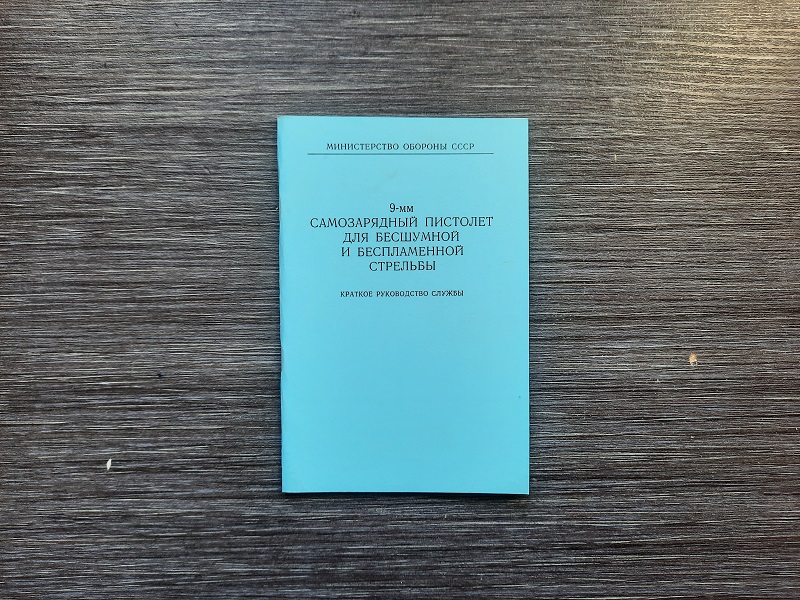 МИНИСТЕРСТВО ОБОРОНЫ СССР
9-мм
САМОЗАРЯДНЫЙ ПИСТОЛЕТ
ДЛЯ БЕСШУМНОЙ
И БЕСПЛАМЕННОЙ
СТРЕЛЬБЫ
КРАТКОЕ РУКОВОДСТВО СЛУЖБЫ